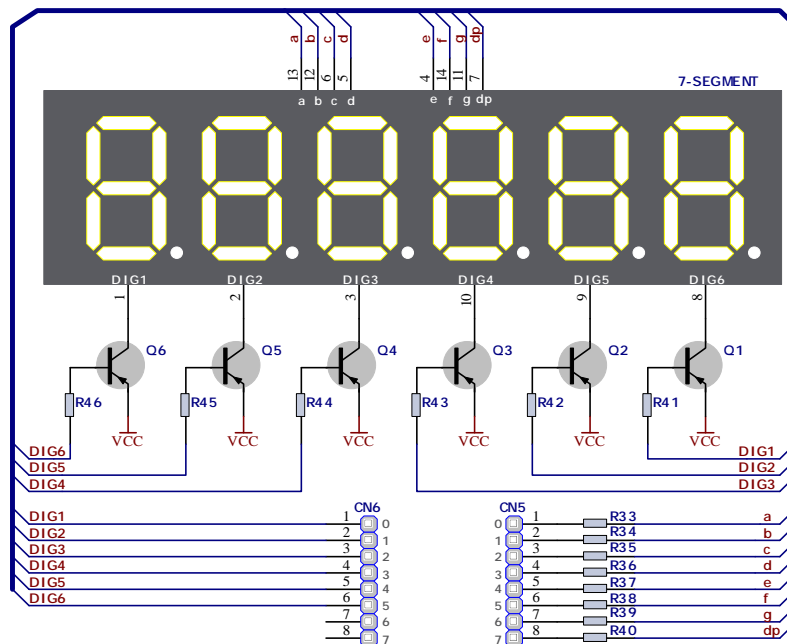 a b c d e f g dp
13 12 6 5 4 14 11 7
7-SEGMENT
a b c d e f g dp
DIG1 DIG2 DIG3 DIG4 DIG5 DIG6
1 2 3 10 9 8
Q6 Q5 Q4 Q3 Q2 Q1
R46 R45 R44 R43 R42 R41
VCC VCC VCC VCC VCC VCC
DIG6 DIG1
DIG5 DIG2
DIG4 DIG3
CN6 CN5
DIG1 1 0 0 1 R33 a
DIG2 2 1 1 2 R34 b
DIG3 3 2 2 3 R35 c
DIG4 4 3 3 4 R36 d
DIG5 5 4 4 5 R37 e
DIG6 6 5 5 6 R38 f
7 6 6 7 R39 g
8 7 7 8 R40 dp